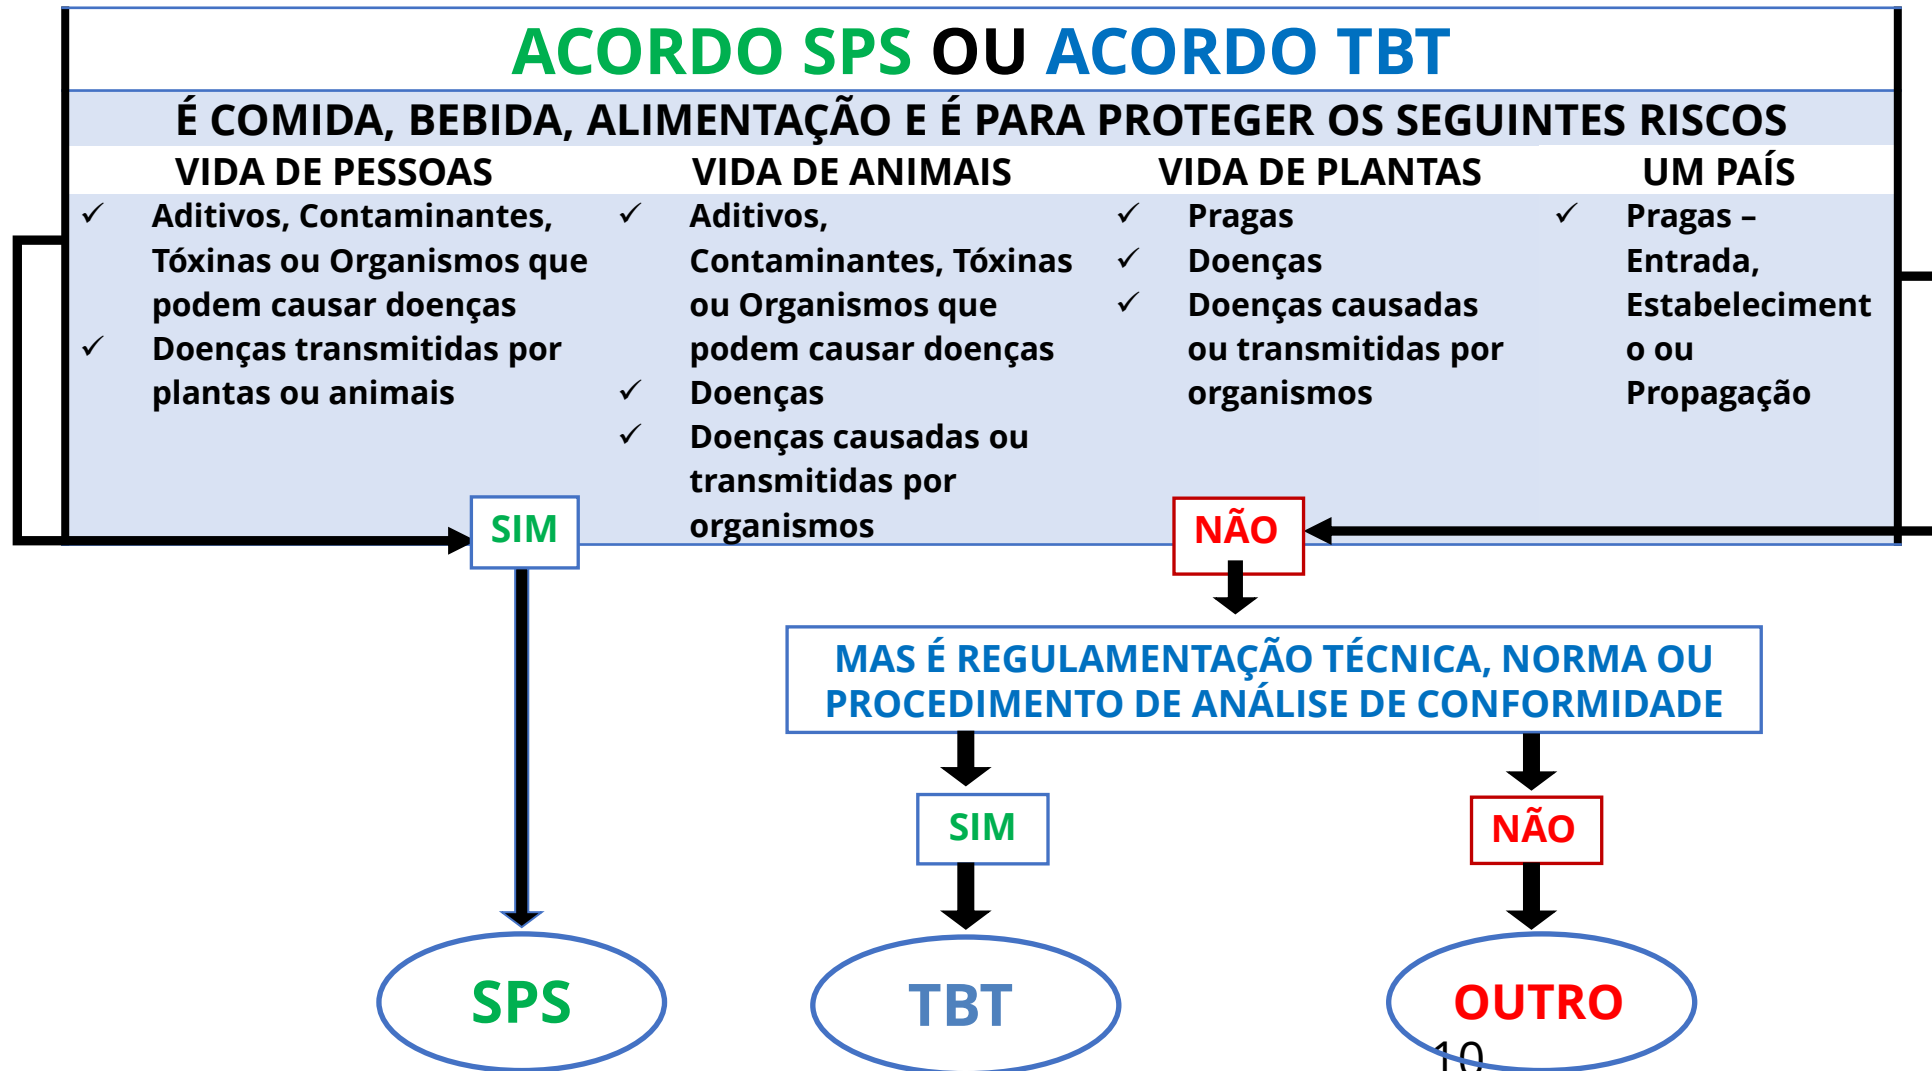 ACORDO SPS OU ACORDO TBT
É COMIDA, BEBIDA, ALIMENTAÇÃO E É PARA PROTEGER OS SEGUINTES RISCOS
VIDA DE PESSOAS
✓ Aditivos, Contaminantes,
Tóxinas ou Organismos que
podem causar doenças
✓ Doenças transmitidas por
plantas ou animais
VIDA DE ANIMAIS
✓ Aditivos,
Contaminantes, Tóxinas
ou Organismos que
podem causar doenças
✓ Doenças
✓ Doenças causadas ou
transmitidas por
organismos
VIDA DE PLANTAS
✓ Pragas
✓ Doenças
✓ Doenças causadas
ou transmitidas por
organismos
UM PAÍS
✓ Pragas –
Entrada,
Estabeleciment
o ou
Propagação
SIM
NÃO
MAS É REGULAMENTAÇÃO TÉCNICA, NORMA OU
PROCEDIMENTO DE ANÁLISE DE CONFORMIDADE
SIM
NÃO
SPS
TBT
OUTRO
10